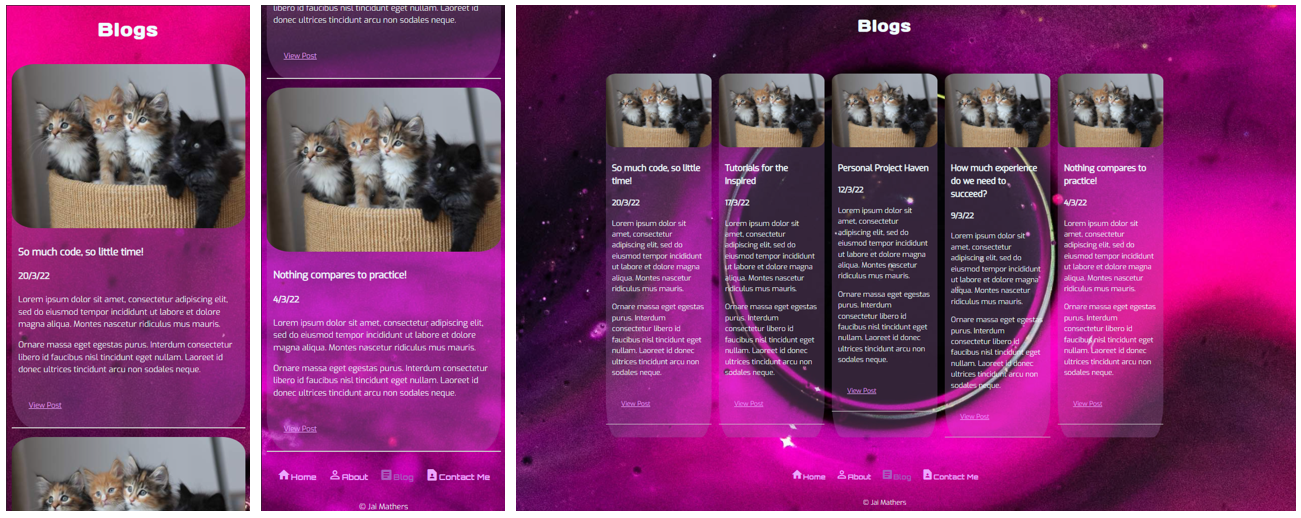 Blogs
So much code, so little time!
20/3/22
Lorem ipsum dolor sit amet, consectetur adipiscing elit,
sed do eiusmod tempor incididunt ut labore et dolore
magna aliqua. Montes nascetur ridiculus mus mauris.
Ornare massa eget egestas purus. Interdum consectetur
libero id faucibus nisl tincidunt eget nullam. Laoreet id
donec ultrices tincidunt arcu non sodales neque.
View Post
libero id faucibus nisl tincidunt eget nullam. Laoreet id
donec ultrices tincidunt arcu non sodales neque.
View Post
Nothing compares to practice!
4/3/22
Lorem ipsum dolor sit amet, consectetur adipiscing elit,
sed do eiusmod tempor incididunt ut labore et dolore
magna aliqua. Montes nascetur ridiculus mus mauris.
Ornare massa eget egestas purus. Interdum consectetur
libero id faucibus nisl tincidunt eget nullam. Laoreet id
donec ultrices tincidunt arcu non sodales neque.
View Post
Home About Blog Contact Me
© Jai Mathers
Blogs
So much code, so little
time!
20/3/22
Lorem ipsum dolor sit
amet, consectetur
adipiscing elit, sed do
eiusmod tempor incididunt
ut labore et dolore magna
aliqua. Montes nascetur
ridiculus mus mauris.
Ornare massa eget egestas
purus. Interdum
consectetur libero id
faucibus nisl tincidunt eget
nullam. Laoreet id donec
ultrices tincidunt arcu non
sodales neque.
View Post
Tutorials for the
Inspired
17/3/22
Lorem ipsum dolor sit
amet, consectetur
adipiscing elit, sed do
eiusmod tempor incididunt
ut labore et dolore magna
aliqua. Montes nascetur
ridiculus mus mauris.
Ornare massa eget egestas
purus. Interdum
consectetur libero id
faucibus nisl tincidunt eget
nullam. Laoreet id donec
ultrices tincidunt arcu non
sodales neque.
View Post
Personal Project Haven
12/3/22
Lorem ipsum dolor sit
amet, consectetur
adipiscing elit, sed do
eiusmod tempor incididunt
ut labore et dolore magna
aliqua. Montes nascetur
ridiculus mus mauris.
Ornare massa eget egestas
purus. Interdum
consectetur libero id
faucibus nisl tincidunt eget
nullam. Laoreet id donec
ultrices tincidunt arcu non
sodales neque.
View Post
How much experience
do we need to
succeed?
9/3/22
Lorem ipsum dolor sit
amet, consectetur
adipiscing elit, sed do
eiusmod tempor incididunt
ut labore et dolore magna
aliqua. Montes nascetur
ridiculus mus mauris.
Ornare massa eget egestas
purus. Interdum
consectetur libero id
faucibus nisl tincidunt eget
nullam. Laoreet id donec
ultrices tincidunt arcu non
sodales neque.
View Post
Nothing compares to
practice!
4/3/22
Lorem ipsum dolor sit
amet, consectetur
adipiscing elit, sed do
eiusmod tempor incididunt
ut labore et dolore magna
aliqua. Montes nascetur
ridiculus mus mauris.
Ornare massa eget egestas
purus. Interdum
consectetur libero id
faucibus nisl tincidunt eget
nullam. Laoreet id donec
ultrices tincidunt arcu non
sodales neque.
View Post
Home About Blog Contact Me
© Jai Mathers